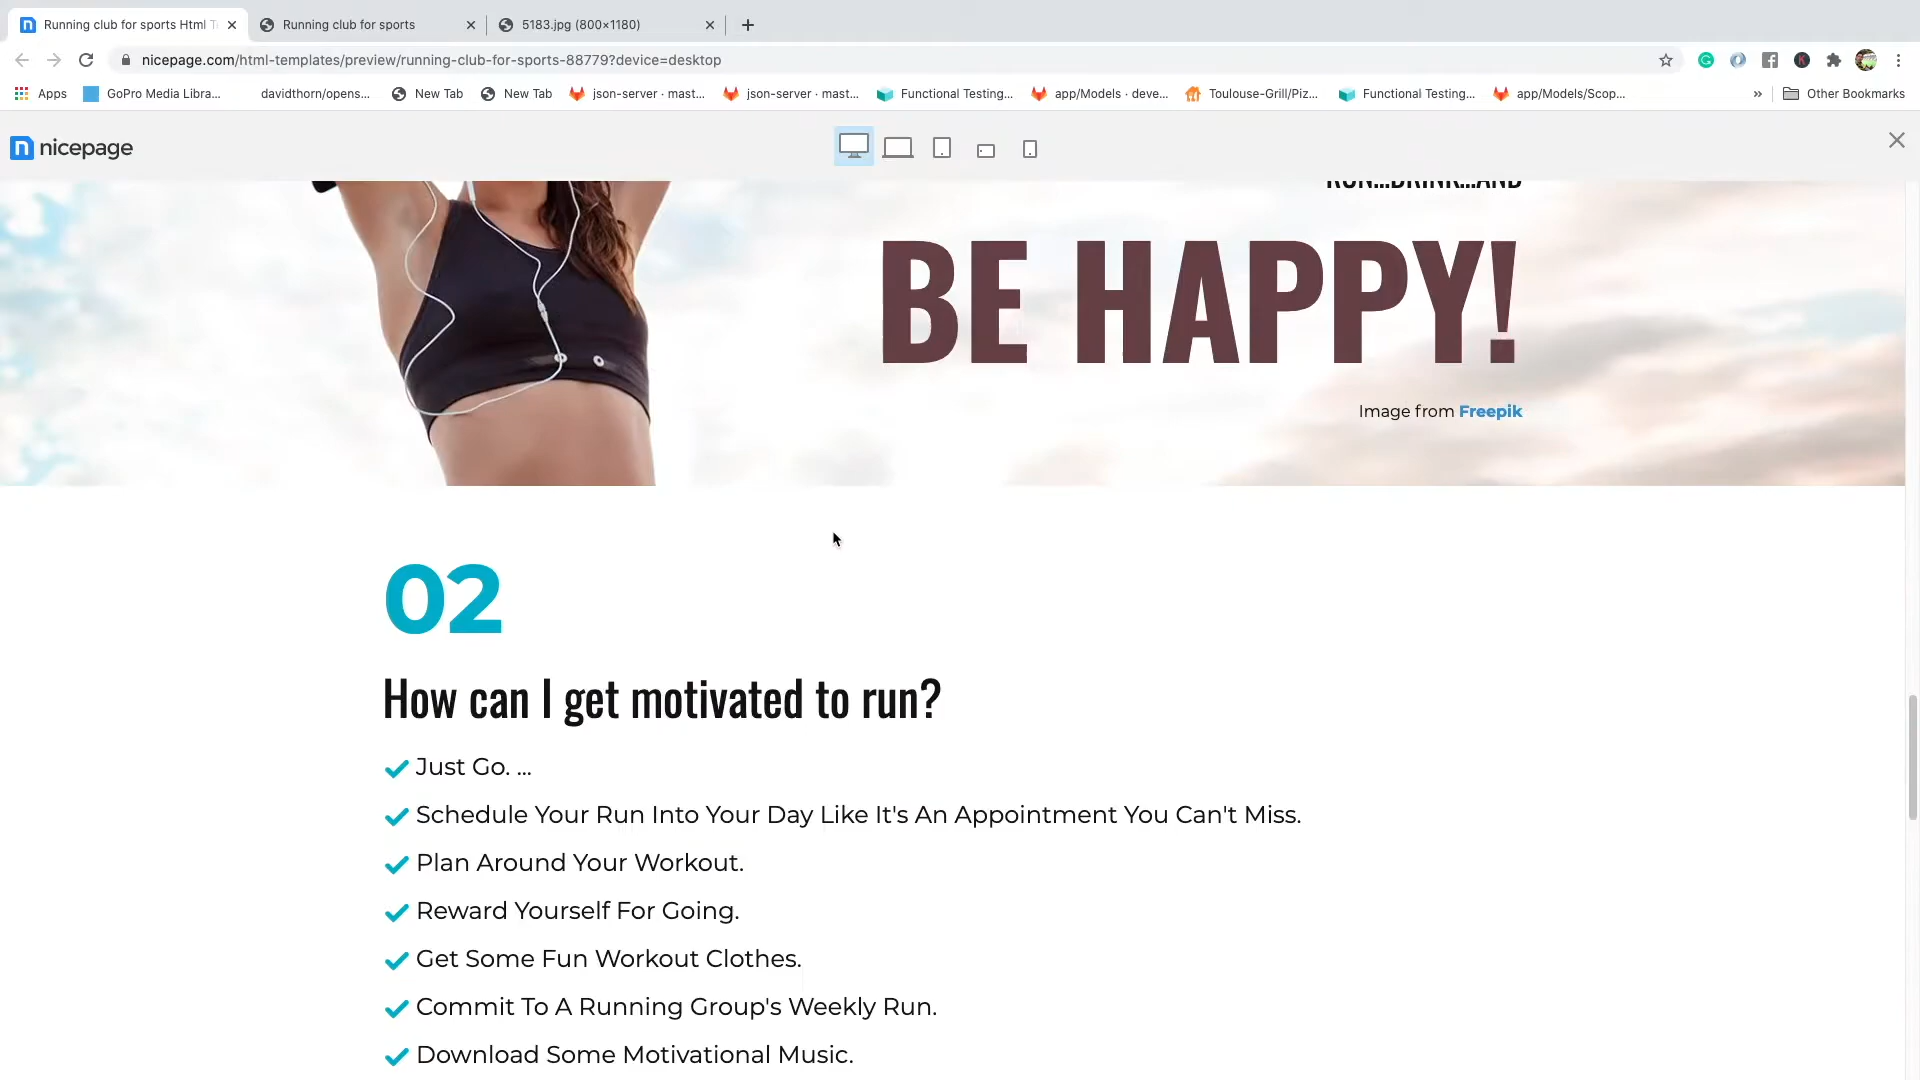 Running club for sports Html T
Running club for sports
5183.jpg (800×1180)
nicepage.com/html-templates/preview/running-club-for-sports-88779?device=desktop
Apps
GoPro Media Libra...
davidthorn/opens...
New Tab
New Tab
json-server · mast...
json-server · mast...
Functional Testing...
app/Models · deve...
Toulouse-Grill/Piz...
Functional Testing...
app/Models/Scop...
»
Other Bookmarks
nicepage
RUN...DRINK...AND
BE HAPPY!
Image from Freepik
02
How can I get motivated to run?
Just Go. ...
Schedule Your Run Into Your Day Like It's An Appointment You Can't Miss.
Plan Around Your Workout.
Reward Yourself For Going.
Get Some Fun Workout Clothes.
Commit To A Running Group's Weekly Run.
Download Some Motivational Music.